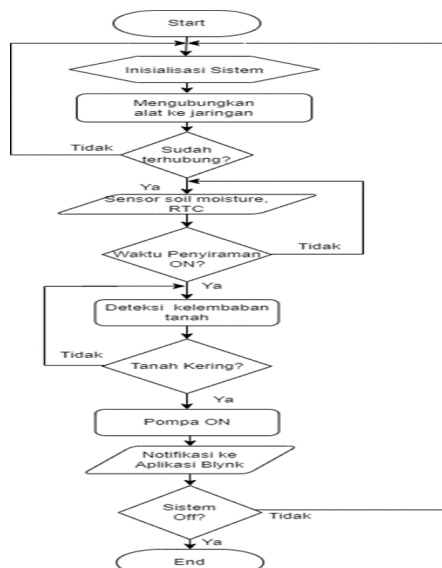 Start
Inisialisasi Sistem
Mengubungkan
alat ke jaringan
Tidak
Sudah
terhubung?
Ya
Sensor soil moisture,
RTC
Waktu Penyiraman
ON?
Tidak
Ya
Deteksi kelembaban
tanah
Tidak
Tanah Kering?
Ya
Pompa ON
Notifikasi ke
Aplikasi Blynk
Sistem
Off?
Tidak
Ya
End